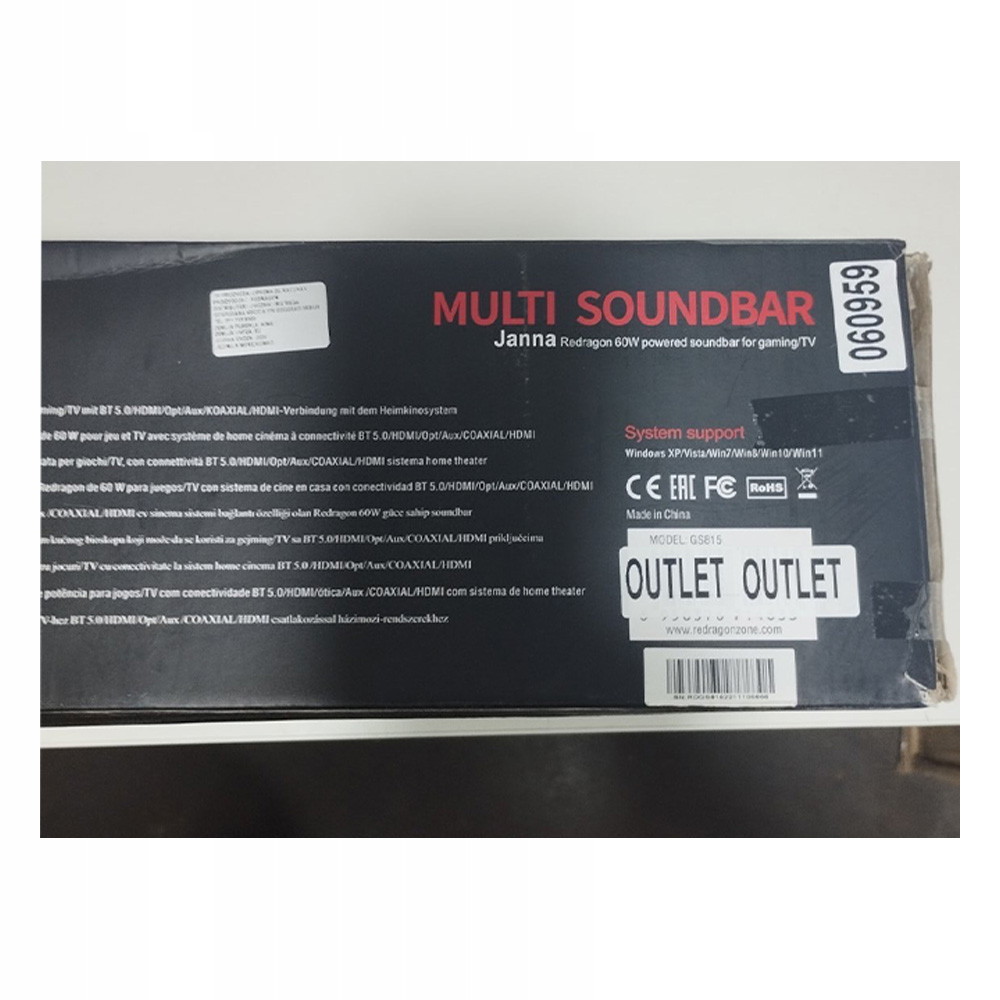 MULTI SOUNDBAR
Janna Redragon 60W powered soundbar for gaming/TV
060959
ming/TV mit BT 5.0/HDMI/Opt/Aux/KOAXIAL/HDMI-Verbindung mit dem Heimkinosystem
de 60 W pour jeu et TV avec système de home cinéma à connectivité BT 5.0/HDMI/Opt/Aux/COAXIAL/HDMI
ata per giochi/TV, con connettività BT 5.0/HDMI/Opt/Aux/COAXIAL/HDMI sistema home theater
Redragon de 60 W para juegos/TV con sistema de cine en casa con conectividad BT 5.0/HDMI/Opt/Aux/COAXIAL/HDMI
x /COAXIAL/HDMI ev sinema sistemi bağlantı özelliği olan Redragon 60W güce sahip soundbar
kućnog bioskopa koji može da se koristi za gejming/TV sa BT 5.0/HDMI/Opt/Aux/COAXIAL/HDMI priključcima
jocuri/TV cu conectivitate la sistem home cinema BT 5.0 /HDMI/Opt/Aux/COAXIAL/HDMI
potência para jogos/TV com conectividade BT 5.0/HDMI/ótica/Aux /COAXIAL/HDMI com sistema de home theater
V-hez BT 5.0/HDMI/Opt/Aux /COAXIAL/HDMI csatlakozással házimozi-rendszerekhez
System support
Windows XP/Vista/Win7/Win8/Win10/Win11
CE EAC FC RoHS
Made in China
MODEL: GS815
OUTLET OUTLET
www.redragonzone.com